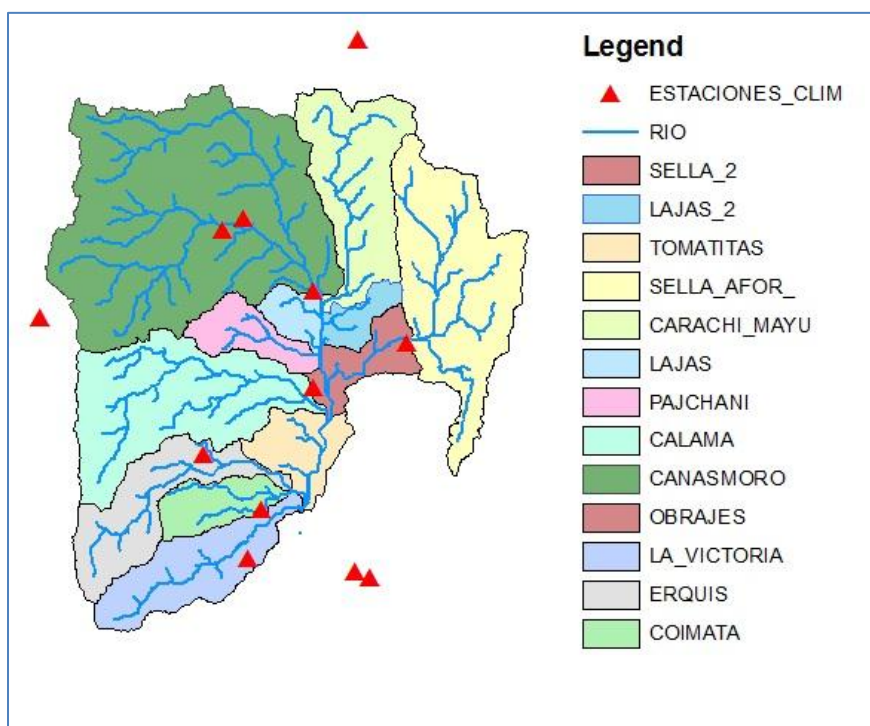 Legend
ESTACIONES_CLIM
RIO
SELLA_2
LAJAS_2
TOMATITAS
SELLA_AFOR_
CARACHI_MAYU
LAJAS
PAJCHANI
CALAMA
CANASMORO
OBRAJES
LA_VICTORIA
ERQUIS
COIMATA